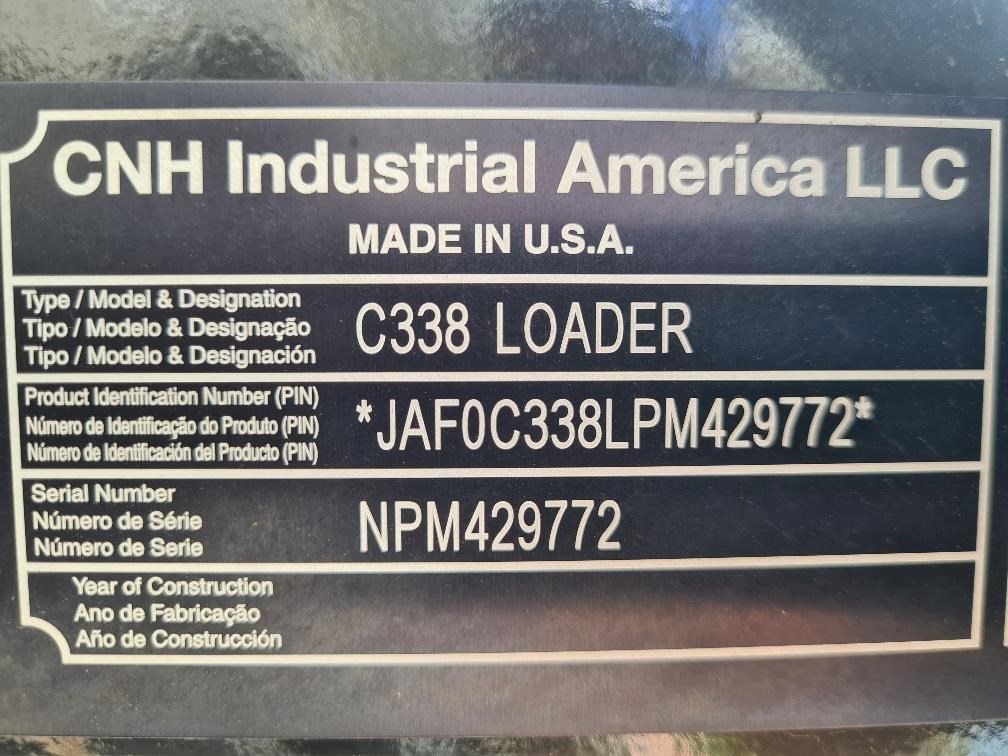 CNH Industrial America LLC
MADE IN U.S.A.
Type / Model & Designation
Tipo / Modelo & Designação
Tipo / Modelo & Designación
C338 LOADER
Product Identification Number (PIN)
Número de Identificação do Produto (PIN)
Número de Identificación del Producto (PIN)
*JAF0C338LPM429772*
Serial Number
Número de Série
Número de Serie
NPM429772
Year of Construction
Ano de Fabricação
Año de Construcción